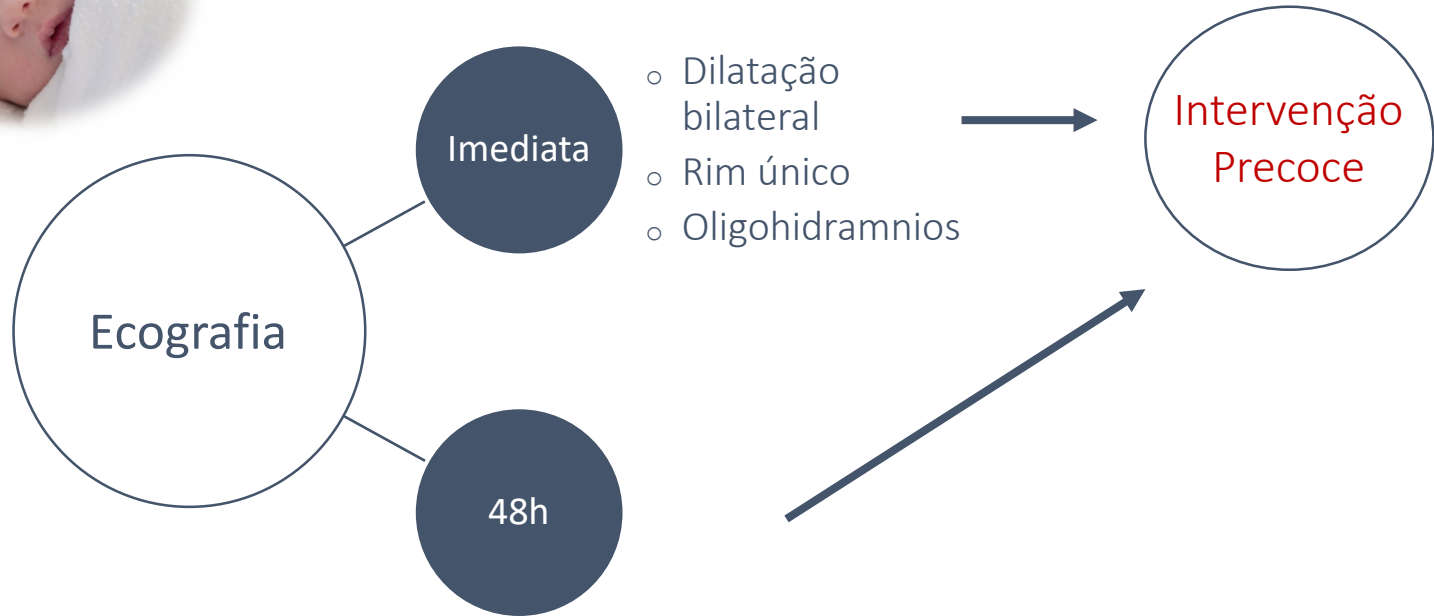 Ecografia
Imediata
○ Dilatação
bilateral
○ Rim único
○ Oligohidramnios
Intervenção
Precoce
48h